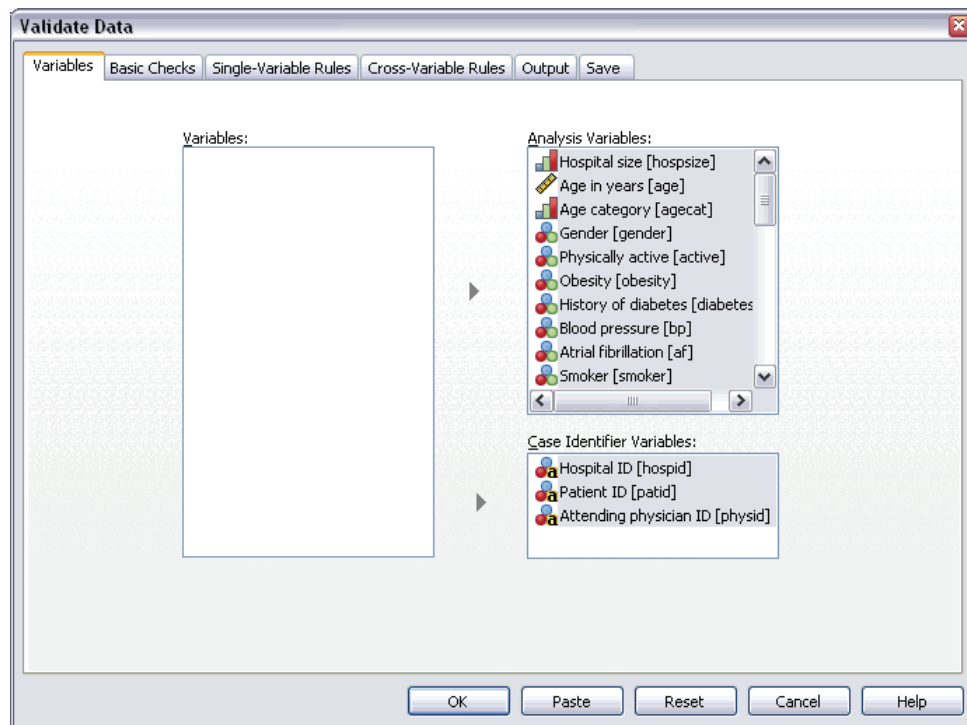 Validate Data
Variables
Basic Checks
Single-Variable Rules
Cross-Variable Rules
Output
Save
Variables:
Analysis Variables:
Hospital size [hospsize]
Age in years [age]
Age category [agecat]
Gender [gender]
Physically active [active]
Obesity [obesity]
History of diabetes [diabetes
Blood pressure [bp]
Atrial fibrillation [af]
Smoker [smoker]
Case Identifier Variables:
Hospital ID [hospid]
Patient ID [patid]
Attending physician ID [physid]
OK
Paste
Reset
Cancel
Help